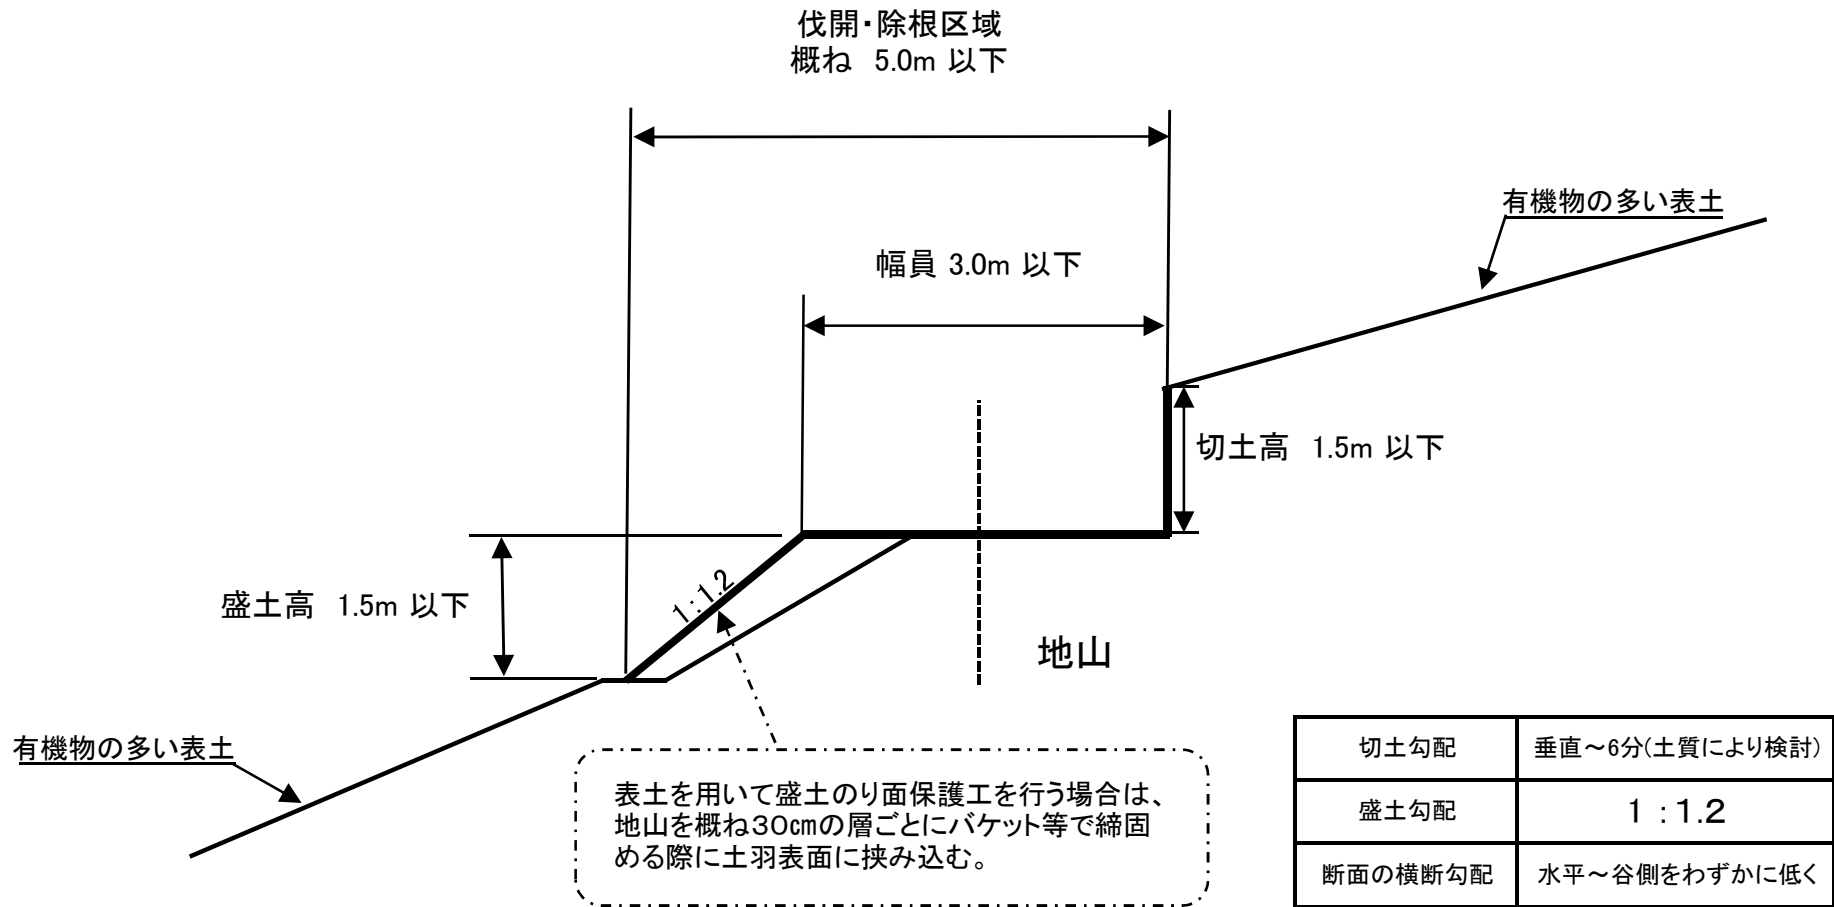 伐開・除根区域
概ね 5.0m 以下
有機物の多い表土
幅員 3.0m 以下
切土高 1.5m 以下
1:1.2
盛土高 1.5m 以下
地山
有機物の多い表土
表土を用いて盛土のり面保護工を行う場合は、
地山を概ね30㎝の層ごとにバケット等で締固
める際に土羽表面に挟み込む。
切土勾配 垂直～6分(土質により検討)
盛土勾配 1:1.2
断面の横断勾配 水平～谷側をわずかに低く